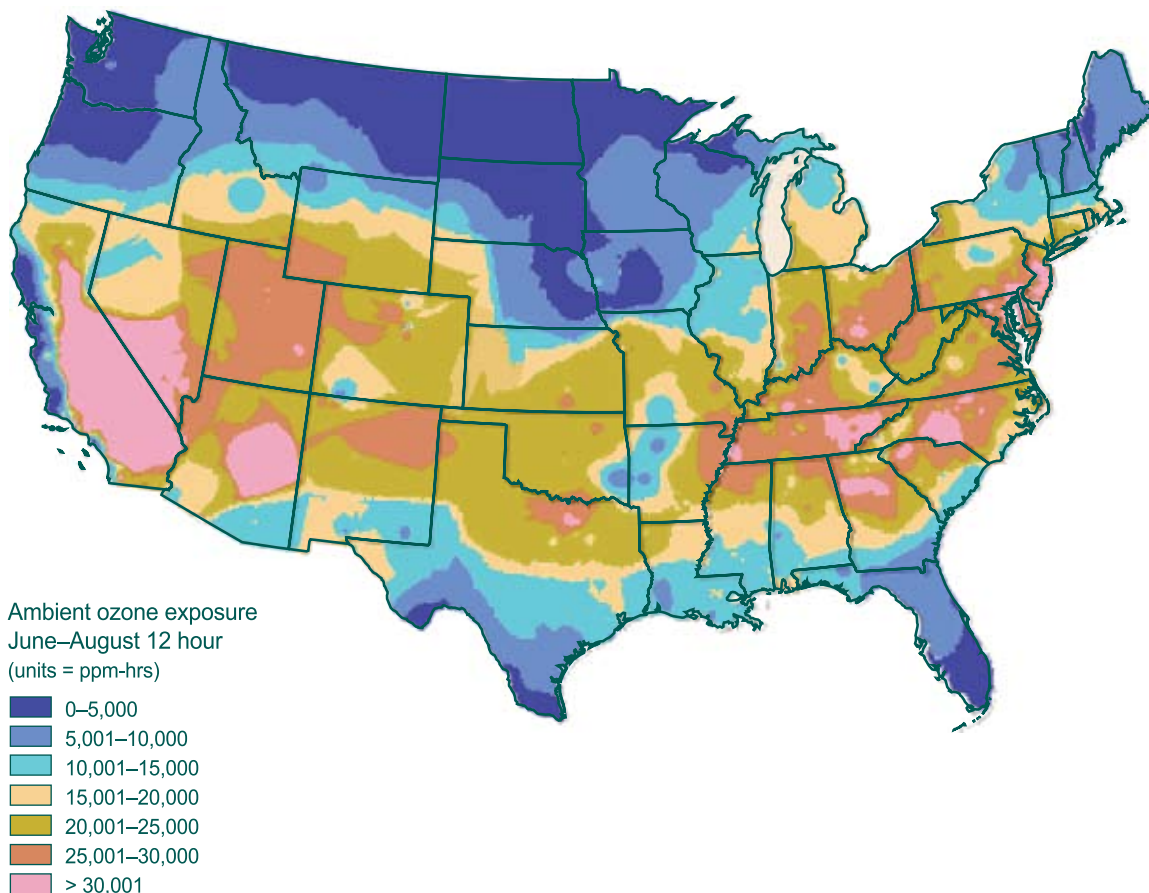 Ambient ozone exposure
June–August 12 hour
(units = ppm-hrs)
0–5,000
5,001–10,000
10,001–15,000
15,001–20,000
20,001–25,000
25,001–30,000
> 30.001